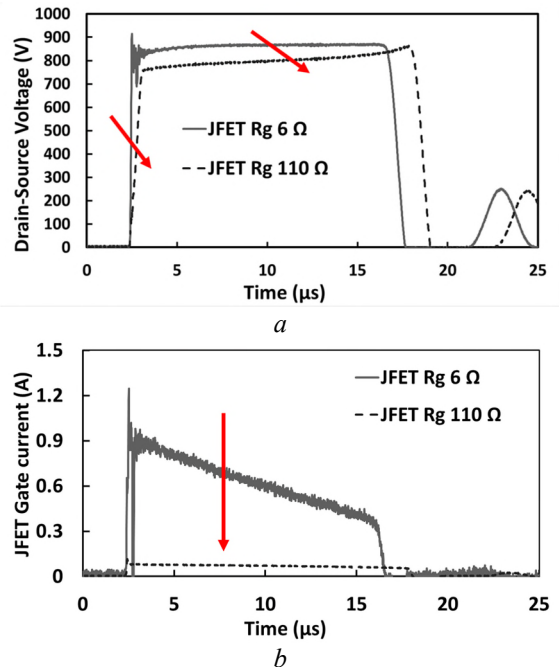 1000
900
800
700
600
500
400
300
200
100
0
Drain-Source Voltage (V)
JFET Rg 6 Ω
JFET Rg 110 Ω
0 5 10 15 20 25
Time (μs)
a
1.5
1.2
0.9
0.6
0.3
0
JFET Gate current (A)
JFET Rg 6 Ω
JFET Rg 110 Ω
0 5 10 15 20 25
Time (μs)
b